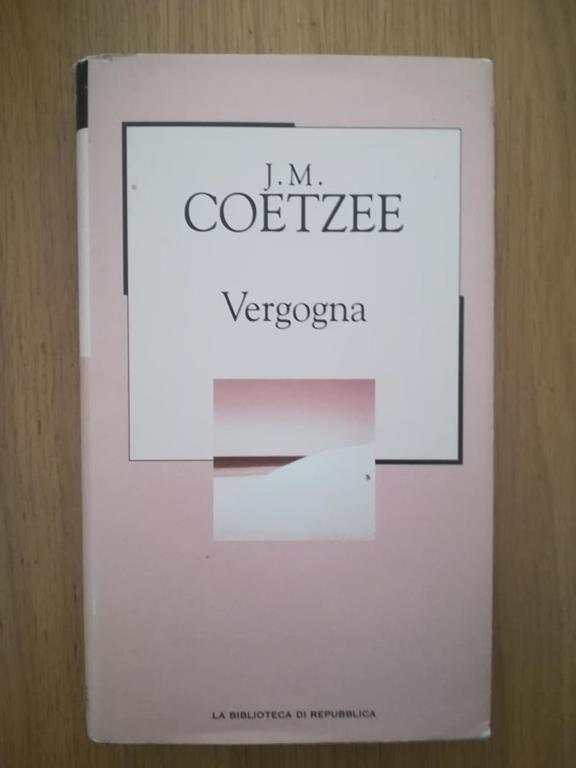 J.M.
COETZEE
Vergogna
LA BIBLIOTECA DI REPUBBLICA